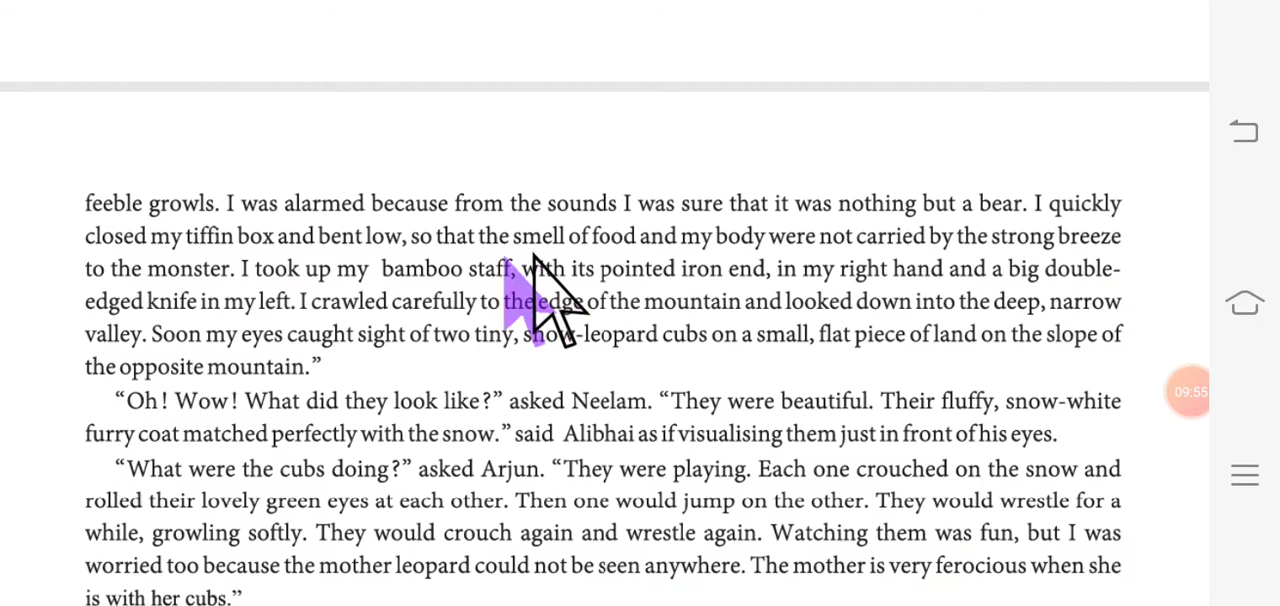 feeble growls. I was alarmed because from the sounds I was sure that it was nothing but a bear. I quickly
closed my tiffin box and bent low, so that the smell of food and my body were not carried by the strong breeze
to the monster. I took up my bamboo staff, with its pointed iron end, in my right hand and a big double-
edged knife in my left. I crawled carefully to the edge of the mountain and looked down into the deep, narrow
valley. Soon my eyes caught sight of two tiny, snow-leopard cubs on a small, flat piece of land on the slope of
the opposite mountain.”
“Oh! Wow! What did they look like?” asked Neelam. “They were beautiful. Their fluffy, snow-white
furry coat matched perfectly with the snow.” said Alibhai as if visualising them just in front of his eyes.
“What were the cubs doing?” asked Arjun. “They were playing. Each one crouched on the snow and
rolled their lovely green eyes at each other. Then one would jump on the other. They would wrestle for a
while, growling softly. They would crouch again and wrestle again. Watching them was fun, but I was
worried too because the mother leopard could not be seen anywhere. The mother is very ferocious when she
is with her cubs.”
09:55